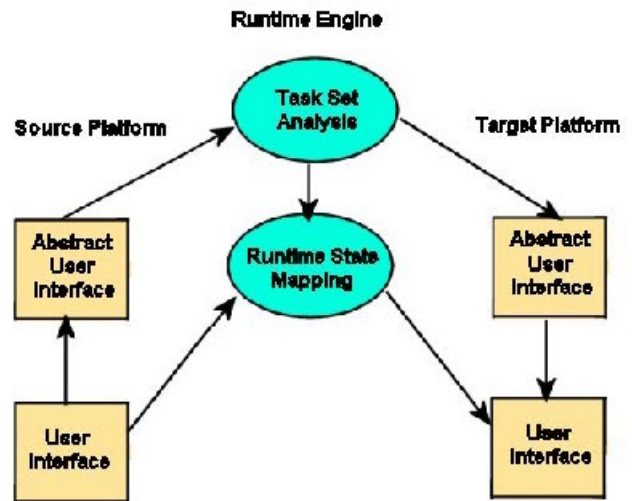 Runtime Engine
Task Set
Analysis
Source Platform
Target Platform
Abstract
User
Interface
Runtime State
Mapping
Abstract
User
Interface
User
Interface
User
Interface